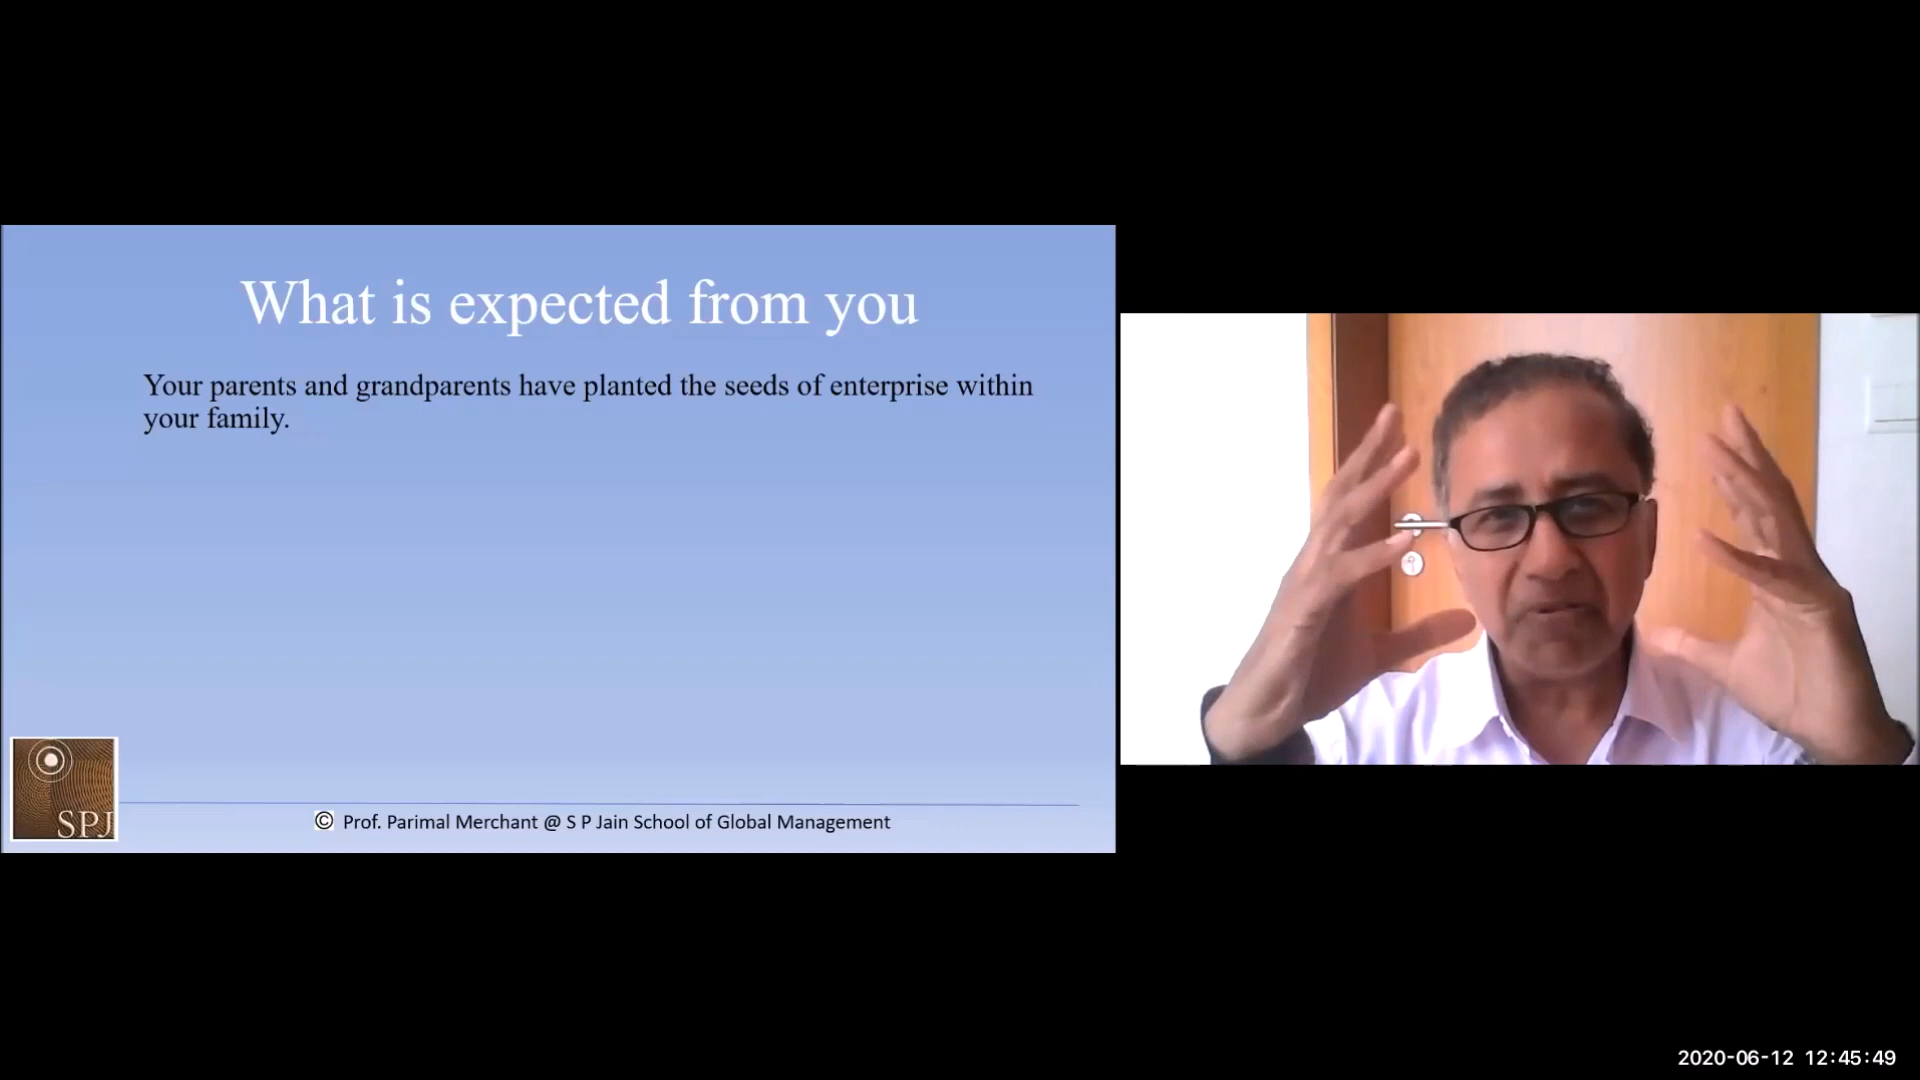 What is expected from you
Your parents and grandparents have planted the seeds of enterprise within
your family.
SPJ
© Prof. Parimal Merchant @ S P Jain School of Global Management
2020-06-12 12:45:49